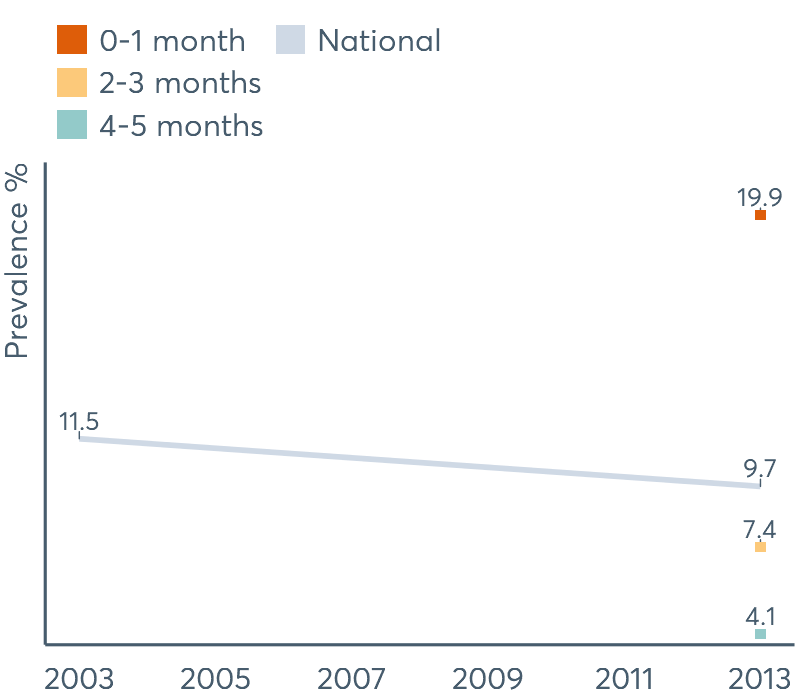 0-1 month National
2-3 months
4-5 months
Prevalence %
19.9
11.5
9.7
7.4
4.1
2003 2005 2007 2009 2011 2013